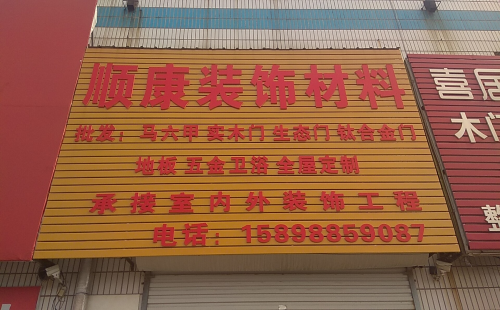 顺康装饰材料
批发：马六甲 实木门 生态门 钛合金门
地板 五金卫浴 全屋定制
承接室内外装饰工程
电话：15898859087
喜居
木门
整